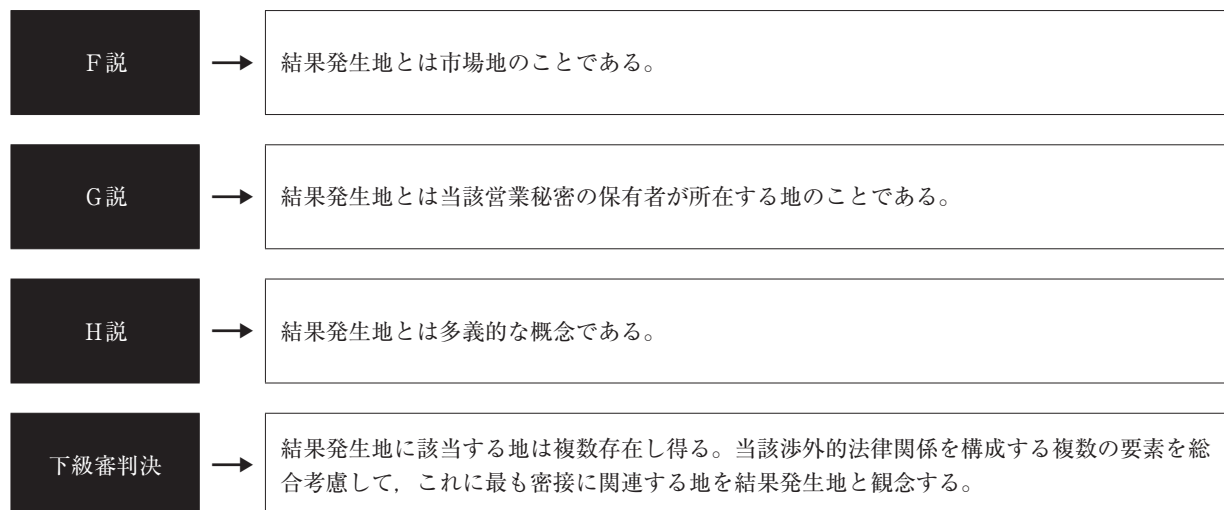 F説
結果発生地とは市場地のことである。
G説
結果発生地とは当該営業秘密の保有者が所在する地のことである。
H説
結果発生地とは多義的な概念である。
下級審判決
結果発生地に該当する地は複数存在し得る。当該渉外的法律関係を構成する複数の要素を総
合考慮して，これに最も密接に関連する地を結果発生地と観念する。